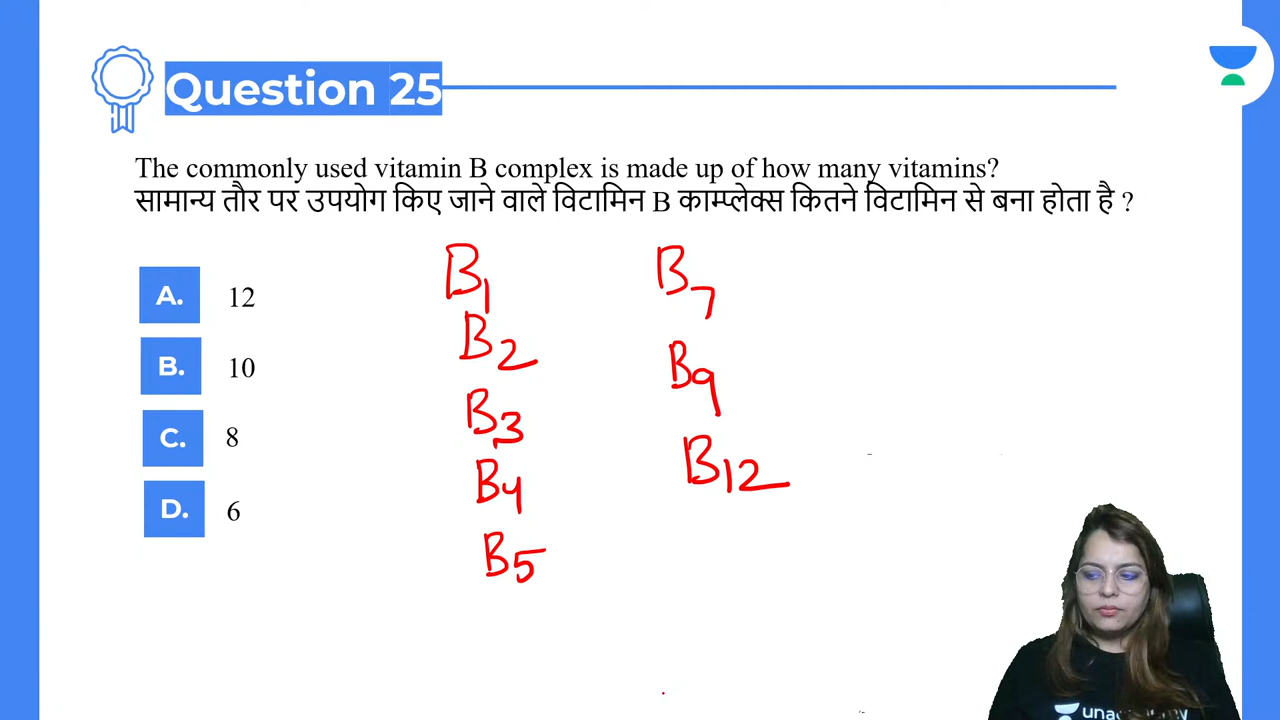 Question 25
The commonly used vitamin B complex is made up of how many vitamins?
सामान्य तौर पर उपयोग किए जाने वाले विटामिन B काम्प्लेक्स कितने विटामिन से बना होता है ?
A. 12
B. 10
C. 8
D. 6
B1
B2
B3
B4
B5
B7
B9
B12